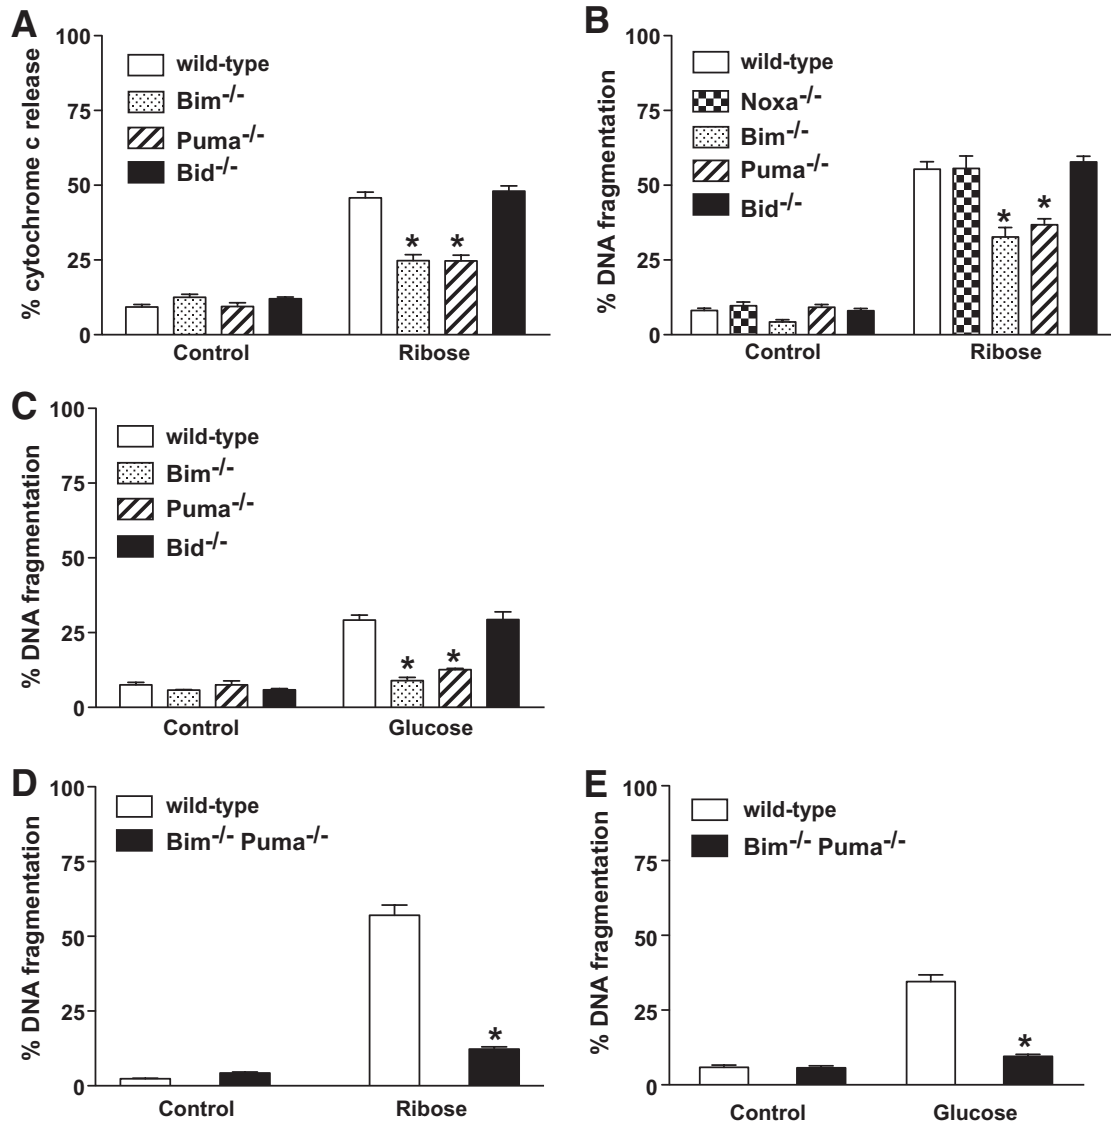 A
% cytochrome c release
100
75
50
25
0
wild-type
Bim-/-
Puma-/-
Bid-/-
*
*
Control
Ribose
B
% DNA fragmentation
100
75
50
25
0
wild-type
Noxa-/-
Bim-/-
Puma-/-
Bid-/-
*
*
Control
Ribose
C
% DNA fragmentation
100
75
50
25
0
wild-type
Bim-/-
Puma-/-
Bid-/-
*
*
Control
Glucose
D
% DNA fragmentation
100
75
50
25
0
wild-type
Bim-/- Puma-/-
*
Control
Ribose
E
% DNA fragmentation
100
75
50
25
0
wild-type
Bim-/- Puma-/-
*
Control
Glucose